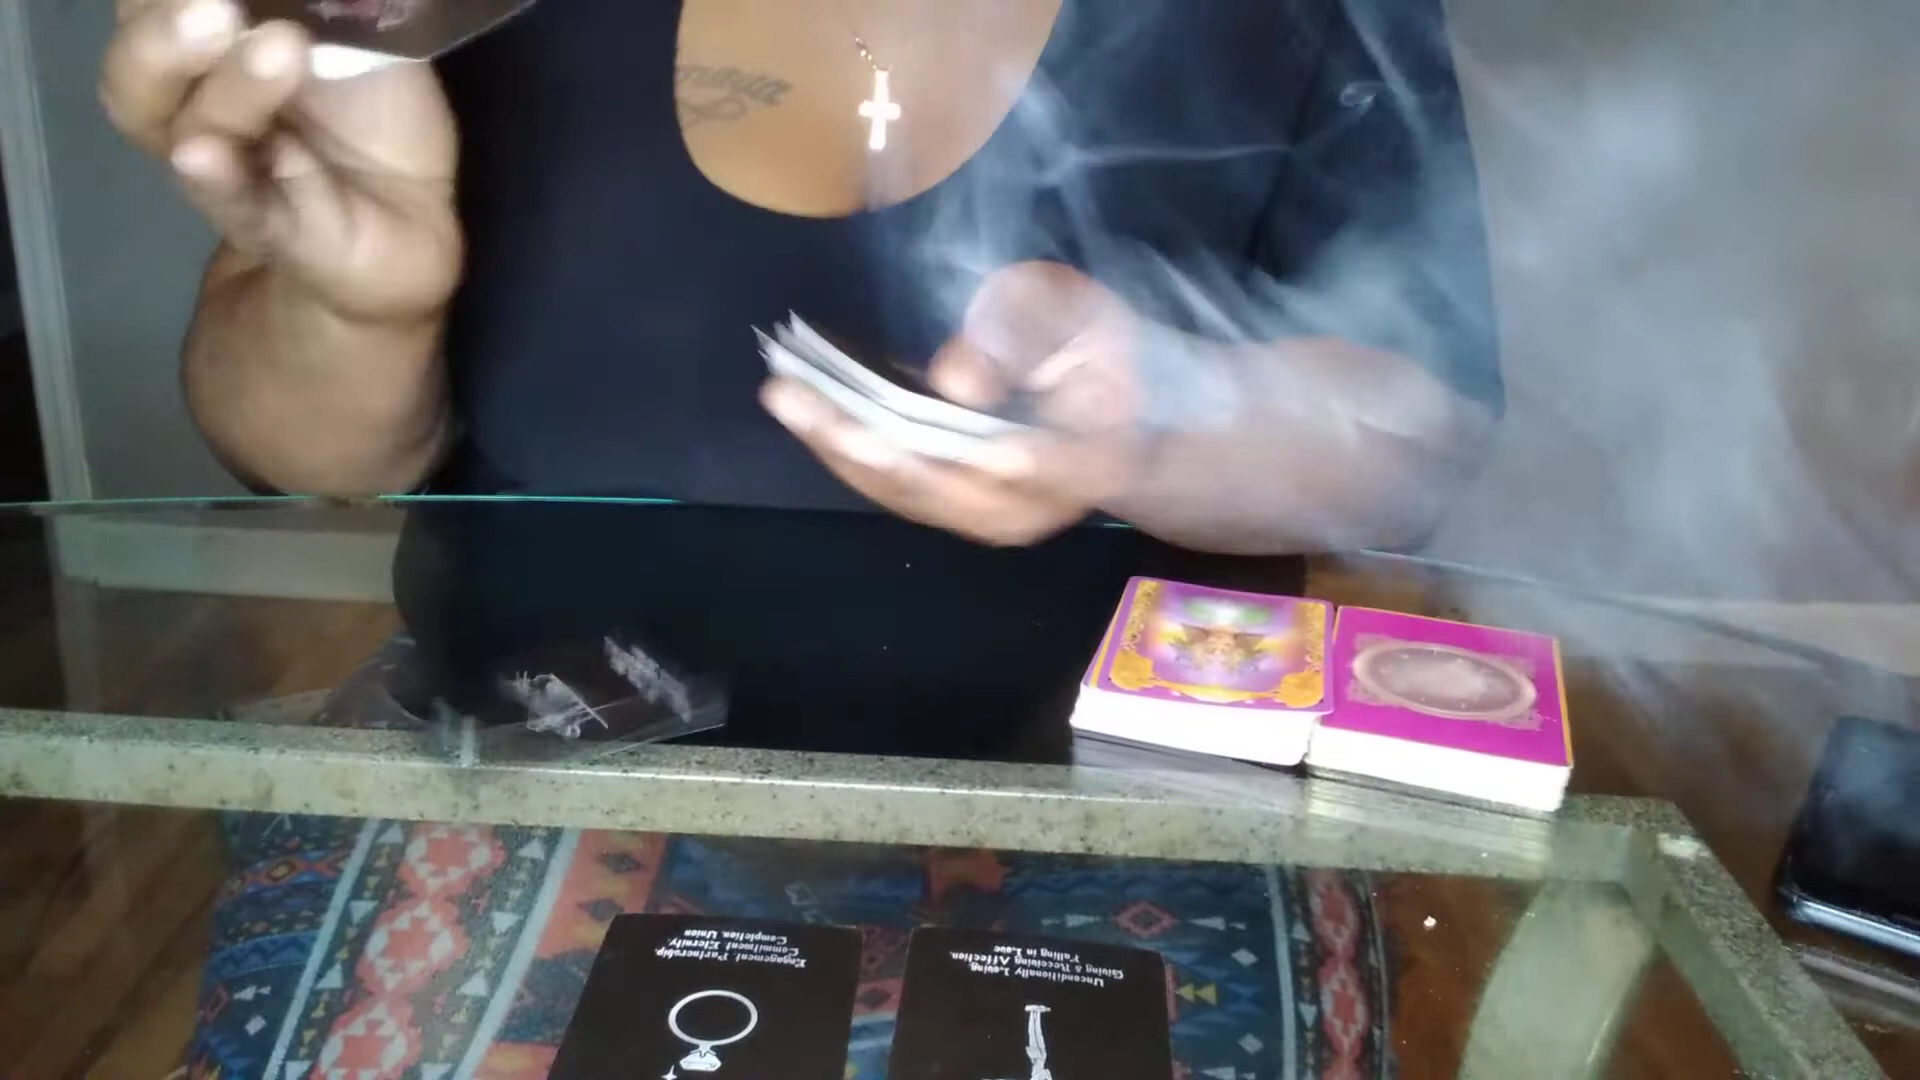 Engagement, Partnership,
Commitment, Eternity,
Completion, Union
Unconditionally Loving,
Giving & Receiving Affection,
Falling in Love